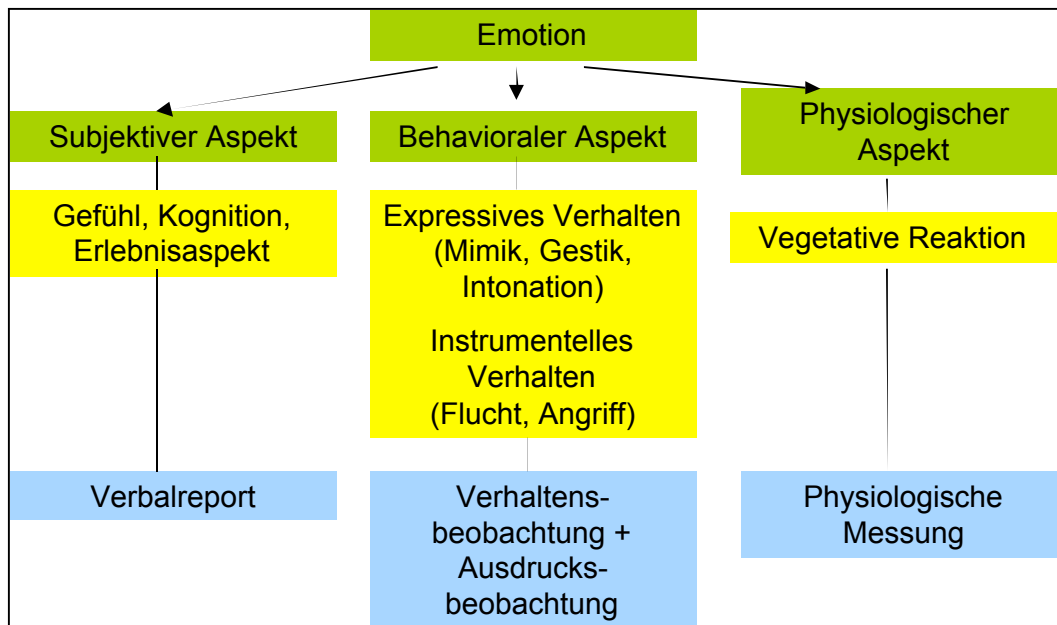 Emotion
Subjektiver Aspekt
Gefühl, Kognition,
Erlebnisaspekt
Verbalreport
Behavioraler Aspekt
Expressives Verhalten
(Mimik, Gestik,
Intonation)
Instrumentelles
Verhalten
(Flucht, Angriff)
Verhaltens-
beobachtung +
Ausdrucks-
beobachtung
Physiologischer
Aspekt
Vegetative Reaktion
Physiologische
Messung